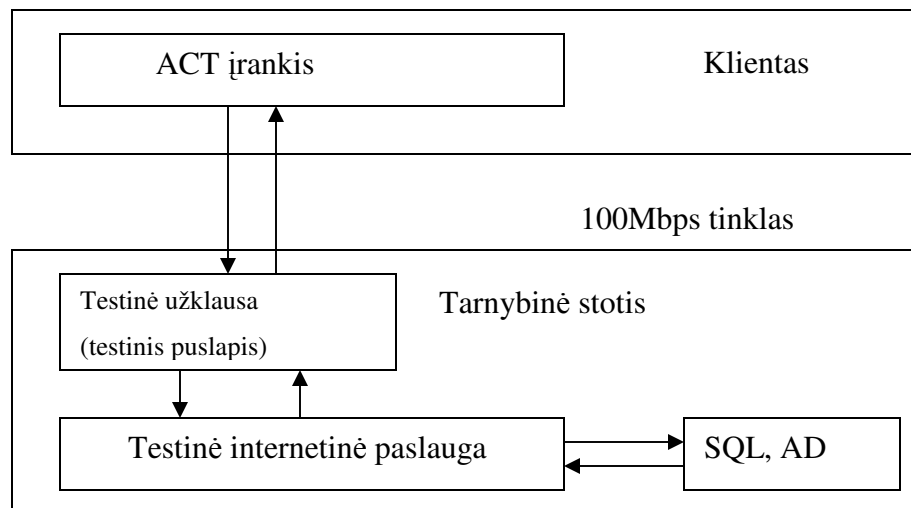 ACT įrankis
Klientas
100Mbps tinklas
Testinė užklausa
(testinis puslapis)
Tarnybinė stotis
Testinė internetinė paslauga
SQL, AD